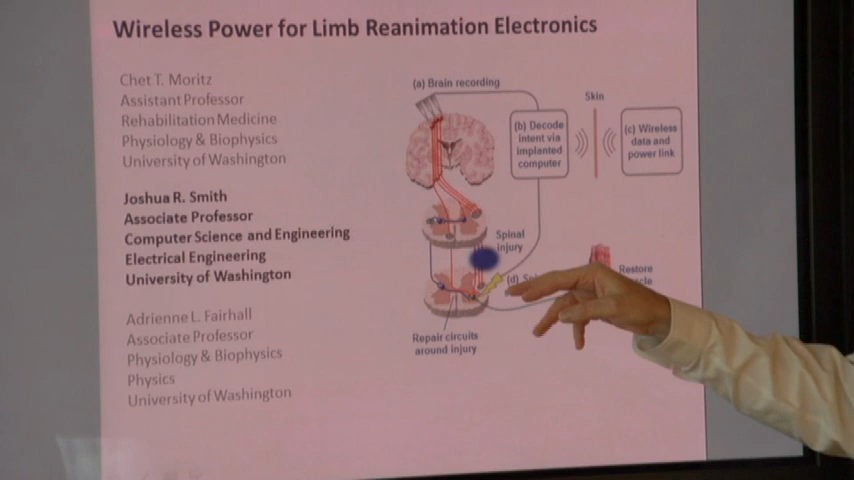 Wireless Power for Limb Reanimation Electronics
Chet T. Moritz
Assistant Professor
Rehabilitation Medicine
Physiology & Biophysics
University of Washington
Joshua R. Smith
Associate Professor
Computer Science and Engineering
Electrical Engineering
University of Washington
Adrienne L. Fairhall
Associate Professor
Physiology & Biophysics
Physics
University of Washington
(a) Brain recording
Skin
(b) Decode
intent via
implanted
computer
(c) Wireless
data and
power link
Spinal
injury
(d)
Restore
Repair circuits
around injury